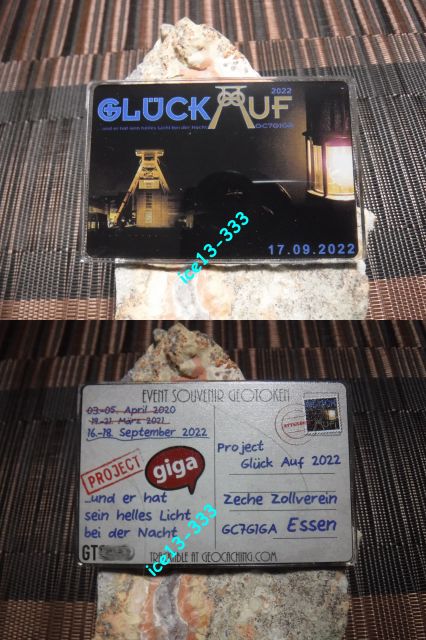 2022
GLÜCK AUF
...und er hat sein helles Licht bei der Nacht
GC7G1GA
17.09.2022
ice13-333
EVENT SOUVENIR GEOTOKEN
03.-05. April 2020
19.-21. März 2021
16.-18. September 2022
PROJECT
giga
...und er hat
sein helles Licht
bei der Nacht
Project
Glück Auf 2022
Zeche Zollverein
GC7G1GA Essen
GT
TRACKABLE AT GEOCACHING.COM
ice13-333